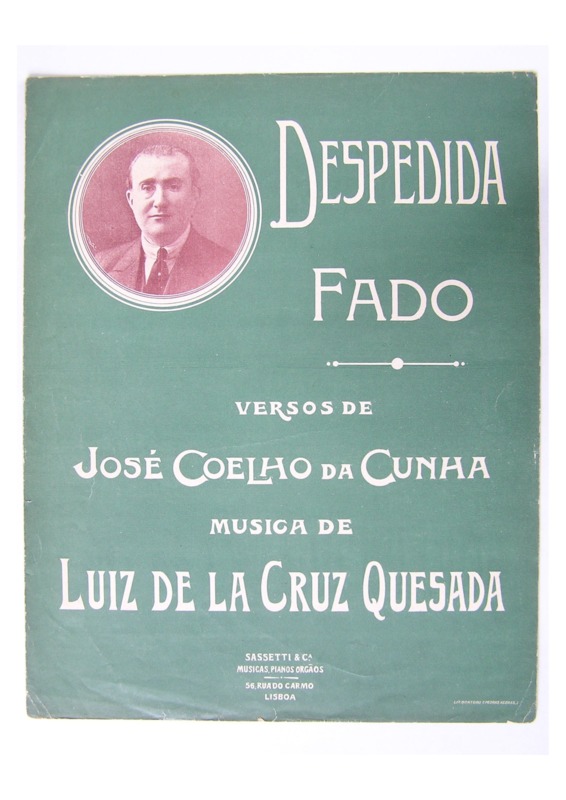 DESPEDIDA
FADO
VERSOS DE
JOSÉ COELHO DA CUNHA
MUSICA DE
LUIZ DE LA CRUZ QUESADA
SASSETTI & Cª
MUSICAS, PIANOS ORGÃOS
56, RUA DO CARMO
LISBOA